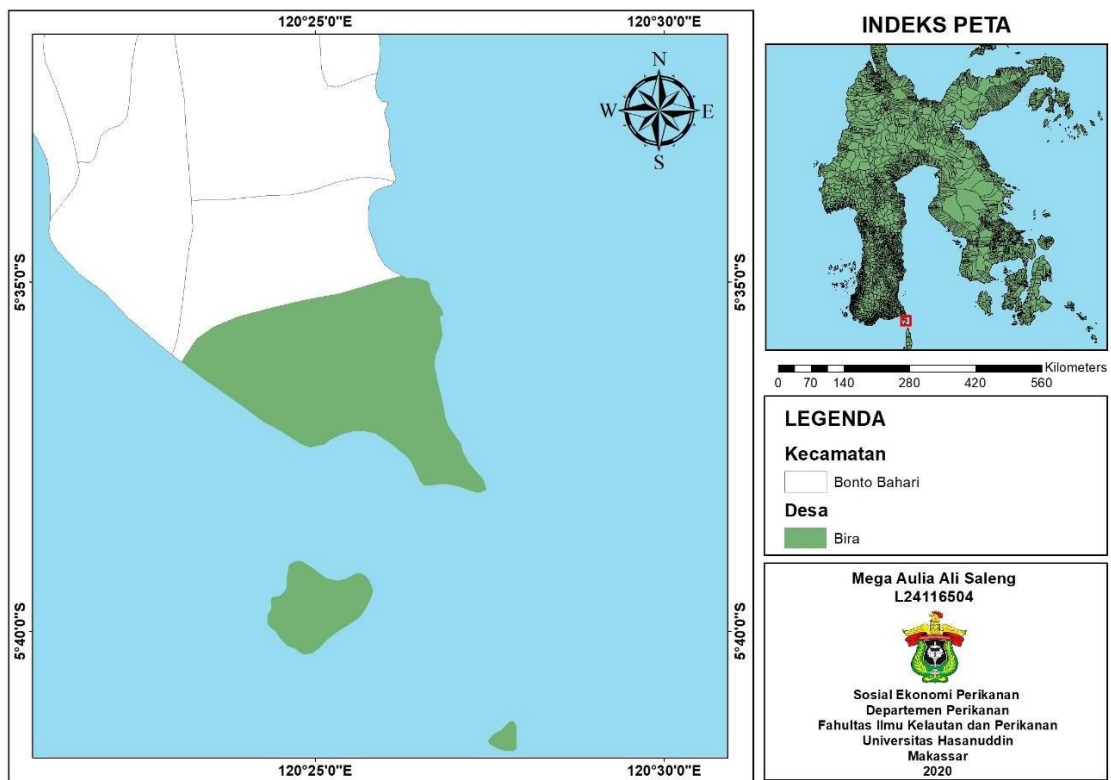 120°25'0"E
120°30'0"E
5°35'0"S
5°40'0"S
N
W
E
S
5°35'0"S
5°40'0"S
120°25'0"E
120°30'0"E
INDEKS PETA
Kilometers
0 70 140 280 420 560
LEGENDA
Kecamatan
Bonto Bahari
Desa
Bira
Mega Aulia Ali Saleng
L24116504
Sosial Ekonomi Perikanan
Departemen Perikanan
Fahultas Ilmu Kelautan dan Perikanan
Universitas Hasanuddin
Makassar
2020